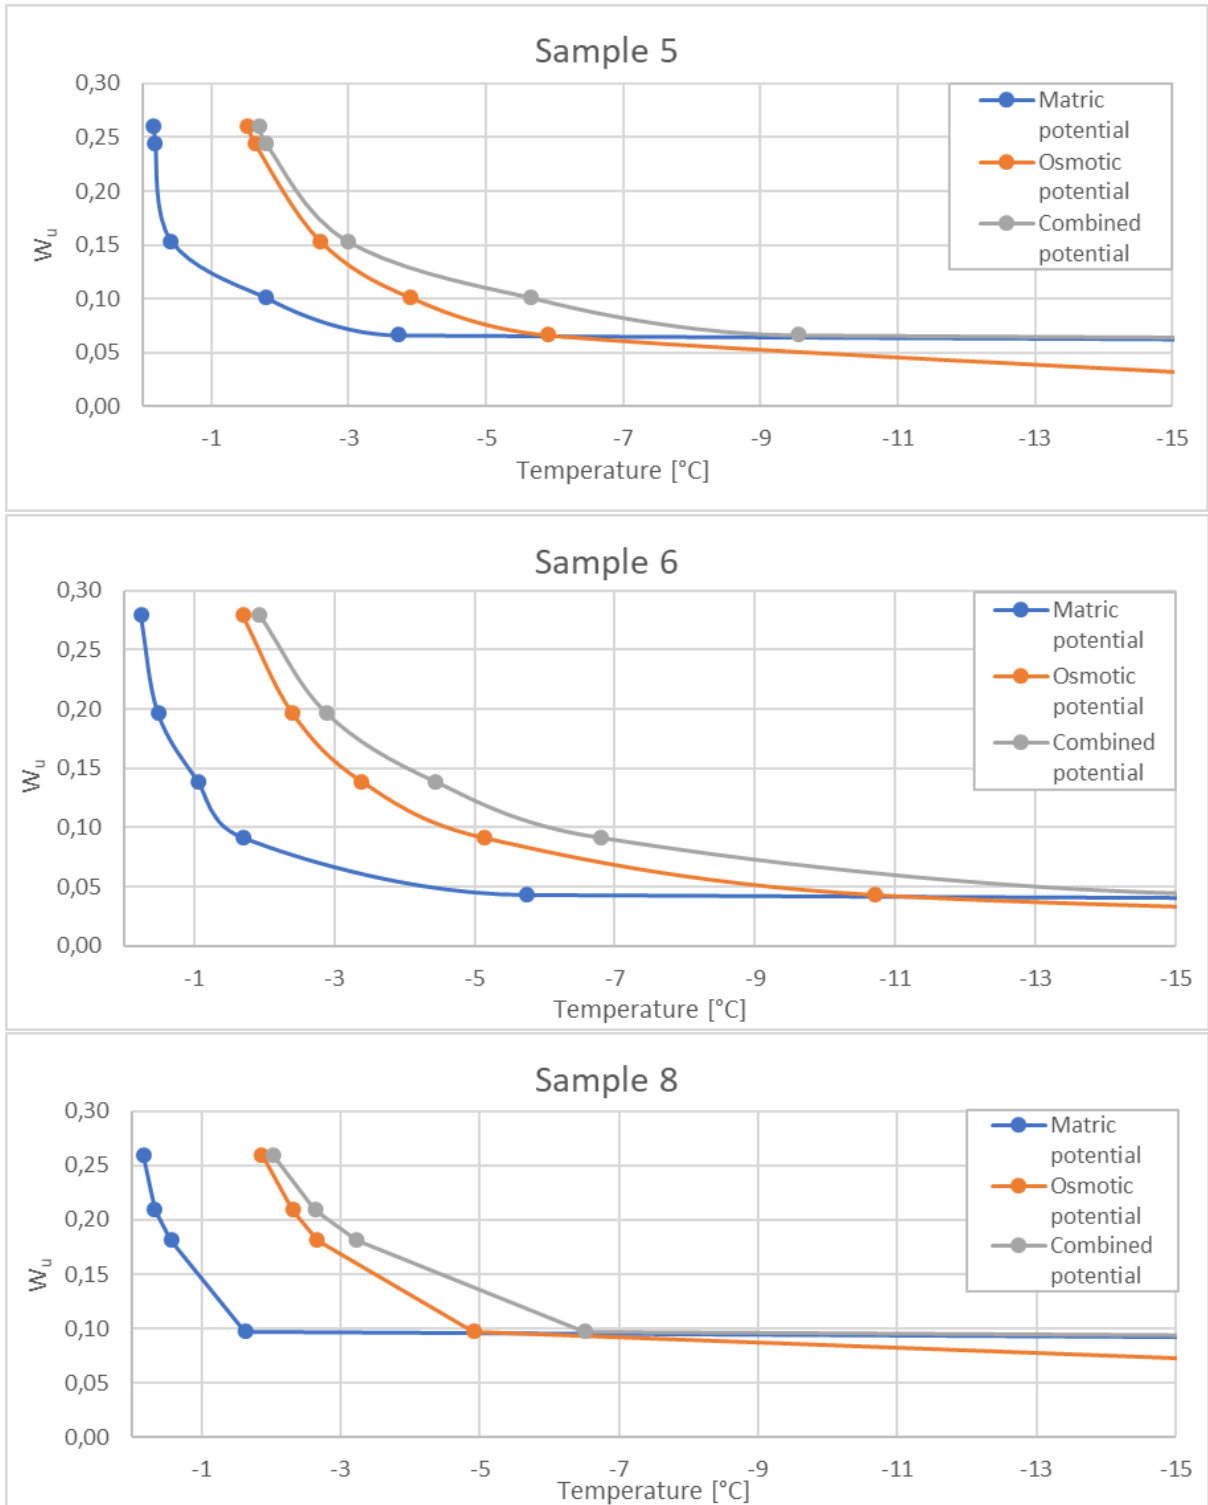 Sample 5
0,30
0,25
0,20
0,15
0,10
0,05
0,00
Wu
-1 -3 -5 -7 -9 -11 -13 -15
Temperature [°C]
Matric
potential
Osmotic
potential
Combined
potential
Sample 6
0,30
0,25
0,20
0,15
0,10
0,05
0,00
Wu
-1 -3 -5 -7 -9 -11 -13 -15
Temperature [°C]
Matric
potential
Osmotic
potential
Combined
potential
Sample 8
0,30
0,25
0,20
0,15
0,10
0,05
0,00
Wu
-1 -3 -5 -7 -9 -11 -13 -15
Temperature [°C]
Matric
potential
Osmotic
potential
Combined
potential